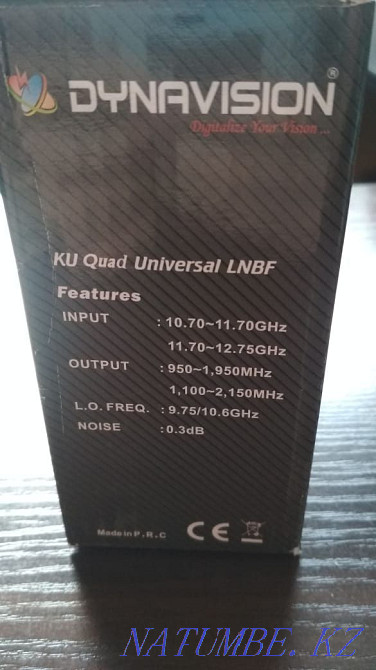 DYNAVISION®
Digitalize Your Vision ...
KU Quad Universal LNBF
Features
INPUT : 10.70~11.70GHz
11.70~12.75GHz
OUTPUT : 950~1,950MHz
1,100~2,150MHz
L.O. FREQ. : 9.75/10.6GHz
NOISE : 0.3dB
Made in P.R.C CE
NATUMBE.KZ